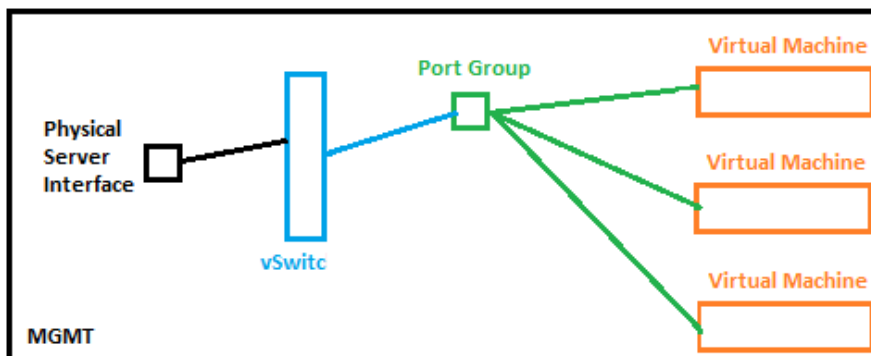 Virtual Machine
Port Group
Physical
Server
Interface
Virtual Machine
vSwitc
Virtual Machine
MGMT